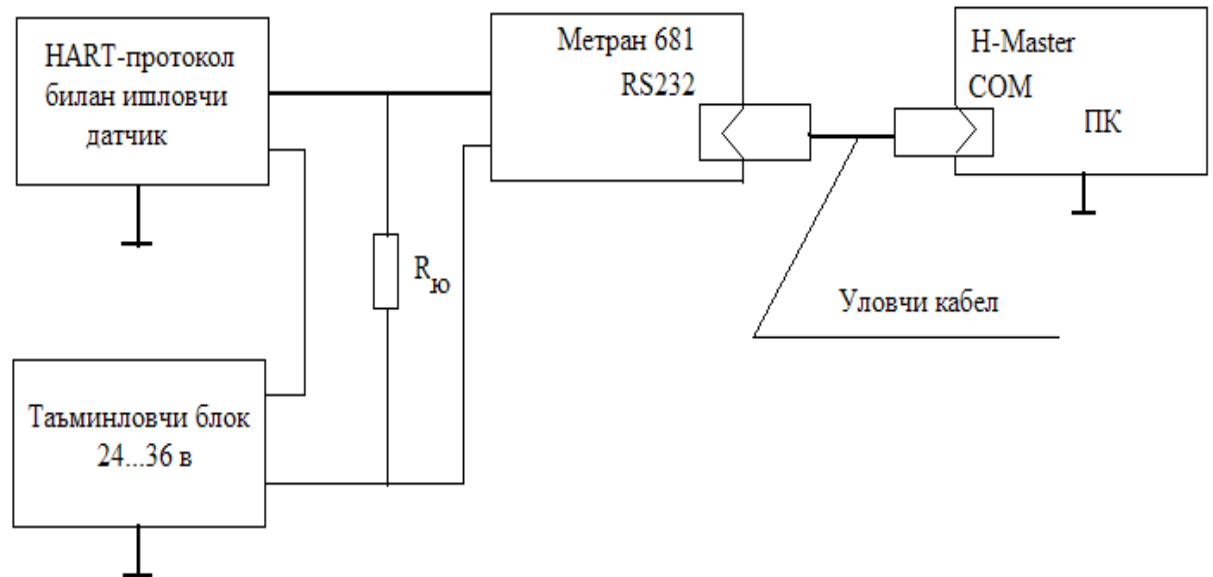 HART-протокол
билан ишловчи
датчик
Метран 681
RS232
H-Master
COM
ПК
Rю
Уловчи кабел
Таъминловчи блок
24...36 в